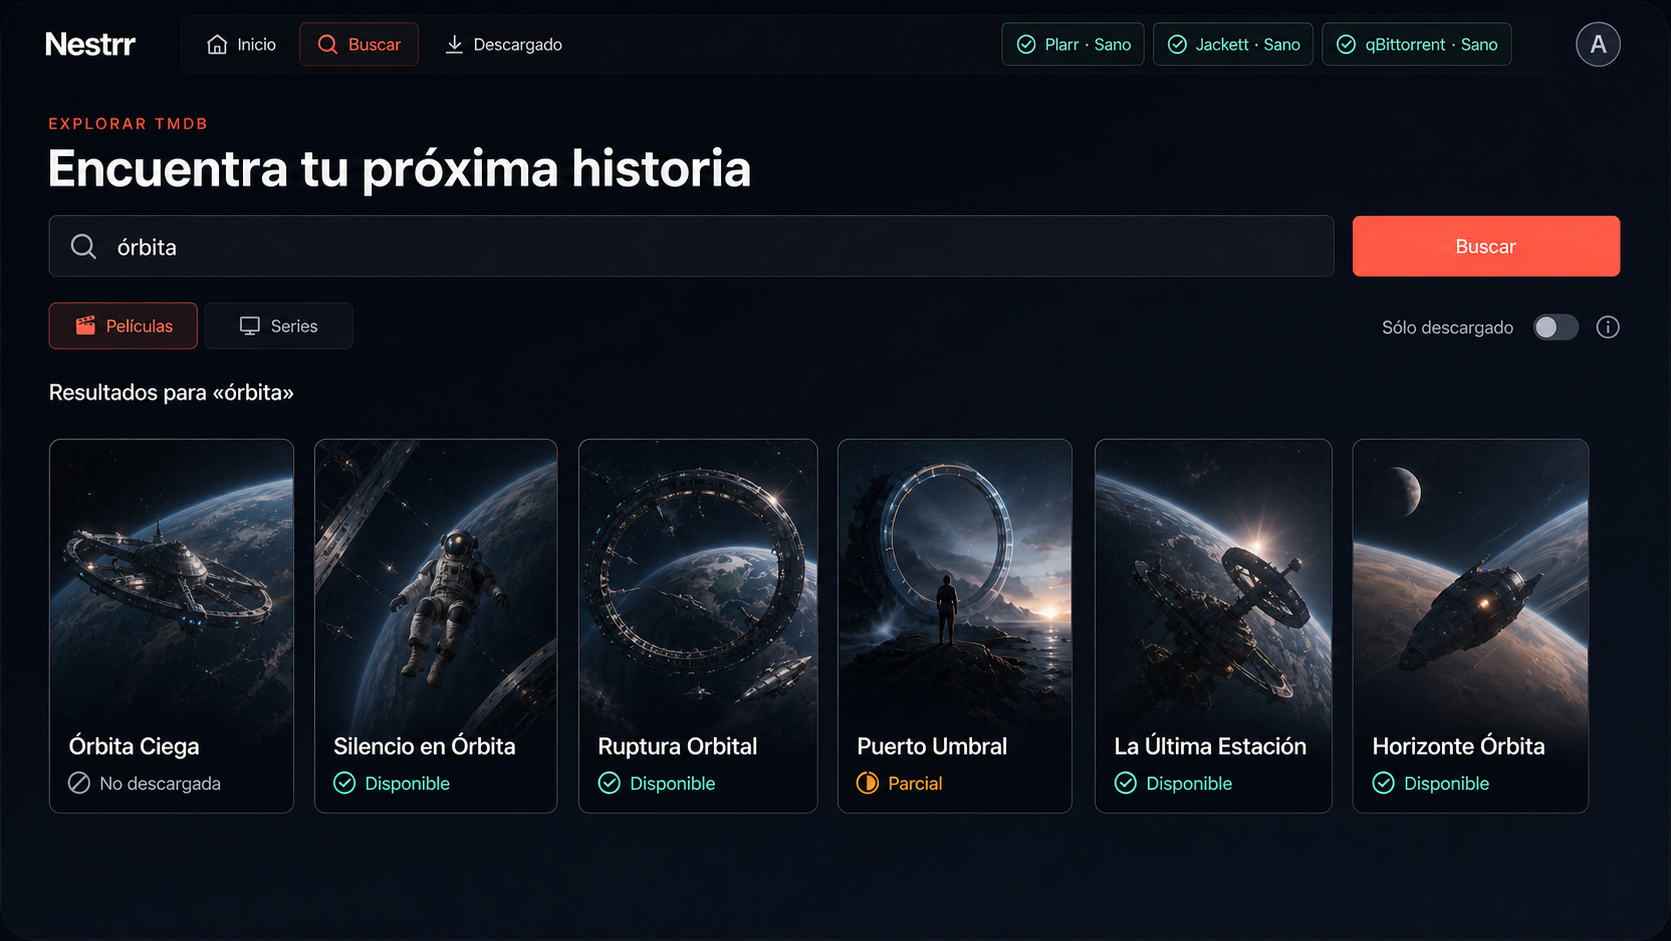 Nestrr
Inicio
Buscar
Descargado
Plarr · Sano
Jackett · Sano
qBittorrent · Sano
A
EXPLORAR TMDB
Encuentra tu próxima historia
órbita
Buscar
Películas
Series
Sólo descargado
Resultados para «órbita»
Órbita Ciega
No descargada
Silencio en Órbita
Disponible
Ruptura Orbital
Disponible
Puerto Umbral
Parcial
La Última Estación
Disponible
Horizonte Órbita
Disponible